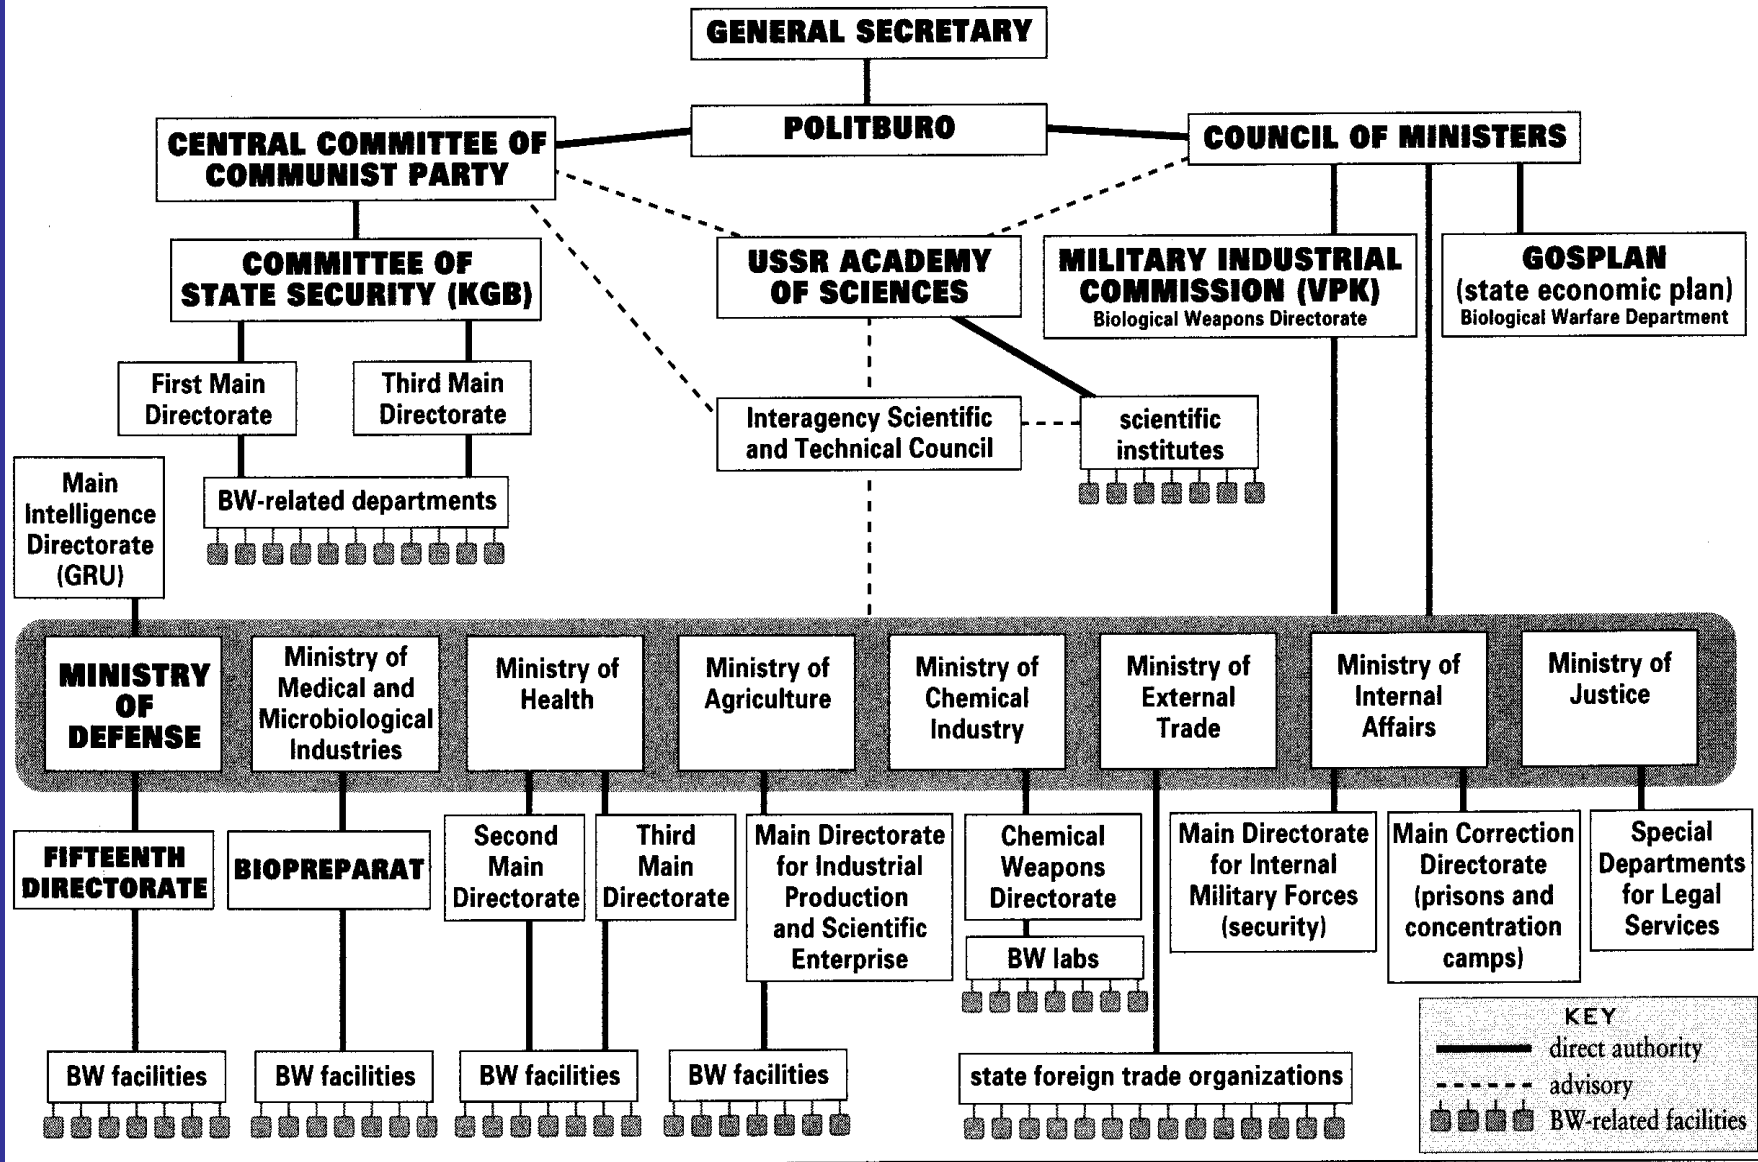 GENERAL SECRETARY
POLITBURO
CENTRAL COMMITTEE OF
COMMUNIST PARTY
COUNCIL OF MINISTERS
COMMITTEE OF
STATE SECURITY (KGB)
USSR ACADEMY
OF SCIENCES
MILITARY INDUSTRIAL
COMMISSION (VPK)
Biological Weapons Directorate
GOSPLAN
(state economic plan)
Biological Warfare Department
First Main
Directorate
Third Main
Directorate
Interagency Scientific
and Technical Council
scientific
institutes
Main
Intelligence
Directorate
(GRU)
BW-related departments
MINISTRY
OF
DEFENSE
Ministry of
Medical and
Microbiological
Industries
Ministry of
Health
Ministry of
Agriculture
Ministry of
Chemical
Industry
Ministry of
External
Trade
Ministry of
Internal
Affairs
Ministry of
Justice
FIFTEENTH
DIRECTORATE
BIOPREPARAT
Second
Main
Directorate
Third
Main
Directorate
Main Directorate
for Industrial
Production
and Scientific
Enterprise
Chemical
Weapons
Directorate
BW labs
Main Directorate
for Internal
Military Forces
(security)
Main Correction
Directorate
(prisons and
concentration
camps)
Special
Departments
for Legal
Services
BW facilities
BW facilities
BW facilities
BW facilities
state foreign trade organizations
KEY
direct authority
advisory
BW-related facilities